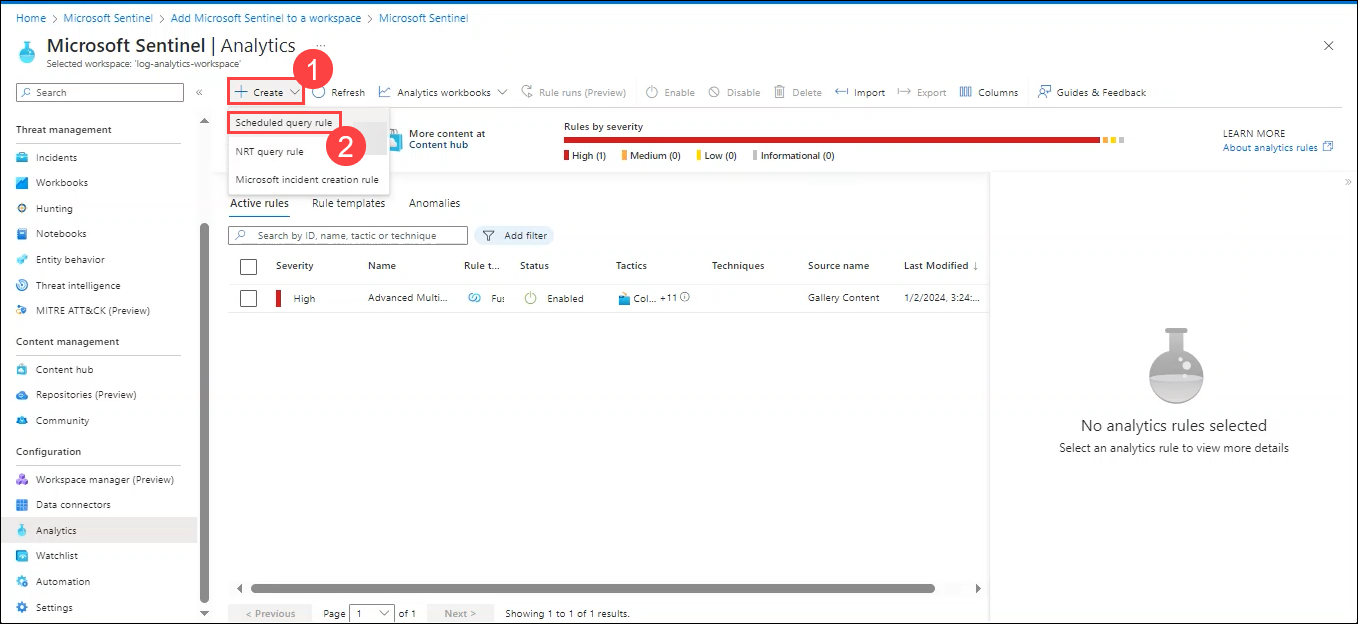 Home > Microsoft Sentinel > Add Microsoft Sentinel to a workspace > Microsoft Sentinel
Microsoft Sentinel | Analytics ...
Selected workspace: 'log-analytics-workspace'
Search «
Create Refresh Analytics workbooks Rule runs (Preview) Enable Disable Delete Import Export Columns Guides & Feedback
1
Scheduled query rule
2
NRT query rule
Microsoft incident creation rule
More content at
Content hub
Rules by severity
High (1) Medium (0) Low (0) Informational (0)
LEARN MORE
About analytics rules
Threat management
Incidents
Workbooks
Hunting
Notebooks
Entity behavior
Threat intelligence
MITRE ATT&CK (Preview)
Content management
Content hub
Repositories (Preview)
Community
Configuration
Workspace manager (Preview)
Data connectors
Analytics
Watchlist
Automation
Settings
Active rules Rule templates Anomalies
Search by ID, name, tactic or technique Add filter
Severity Name Rule t... Status Tactics Techniques Source name Last Modified ↓
High Advanced Multi... Fus Enabled Col... +11 Gallery Content 1/2/2024, 3:24:...
< Previous Page 1 of 1 Next > Showing 1 to 1 of 1 results.
»
No analytics rules selected
Select an analytics rule to view more details